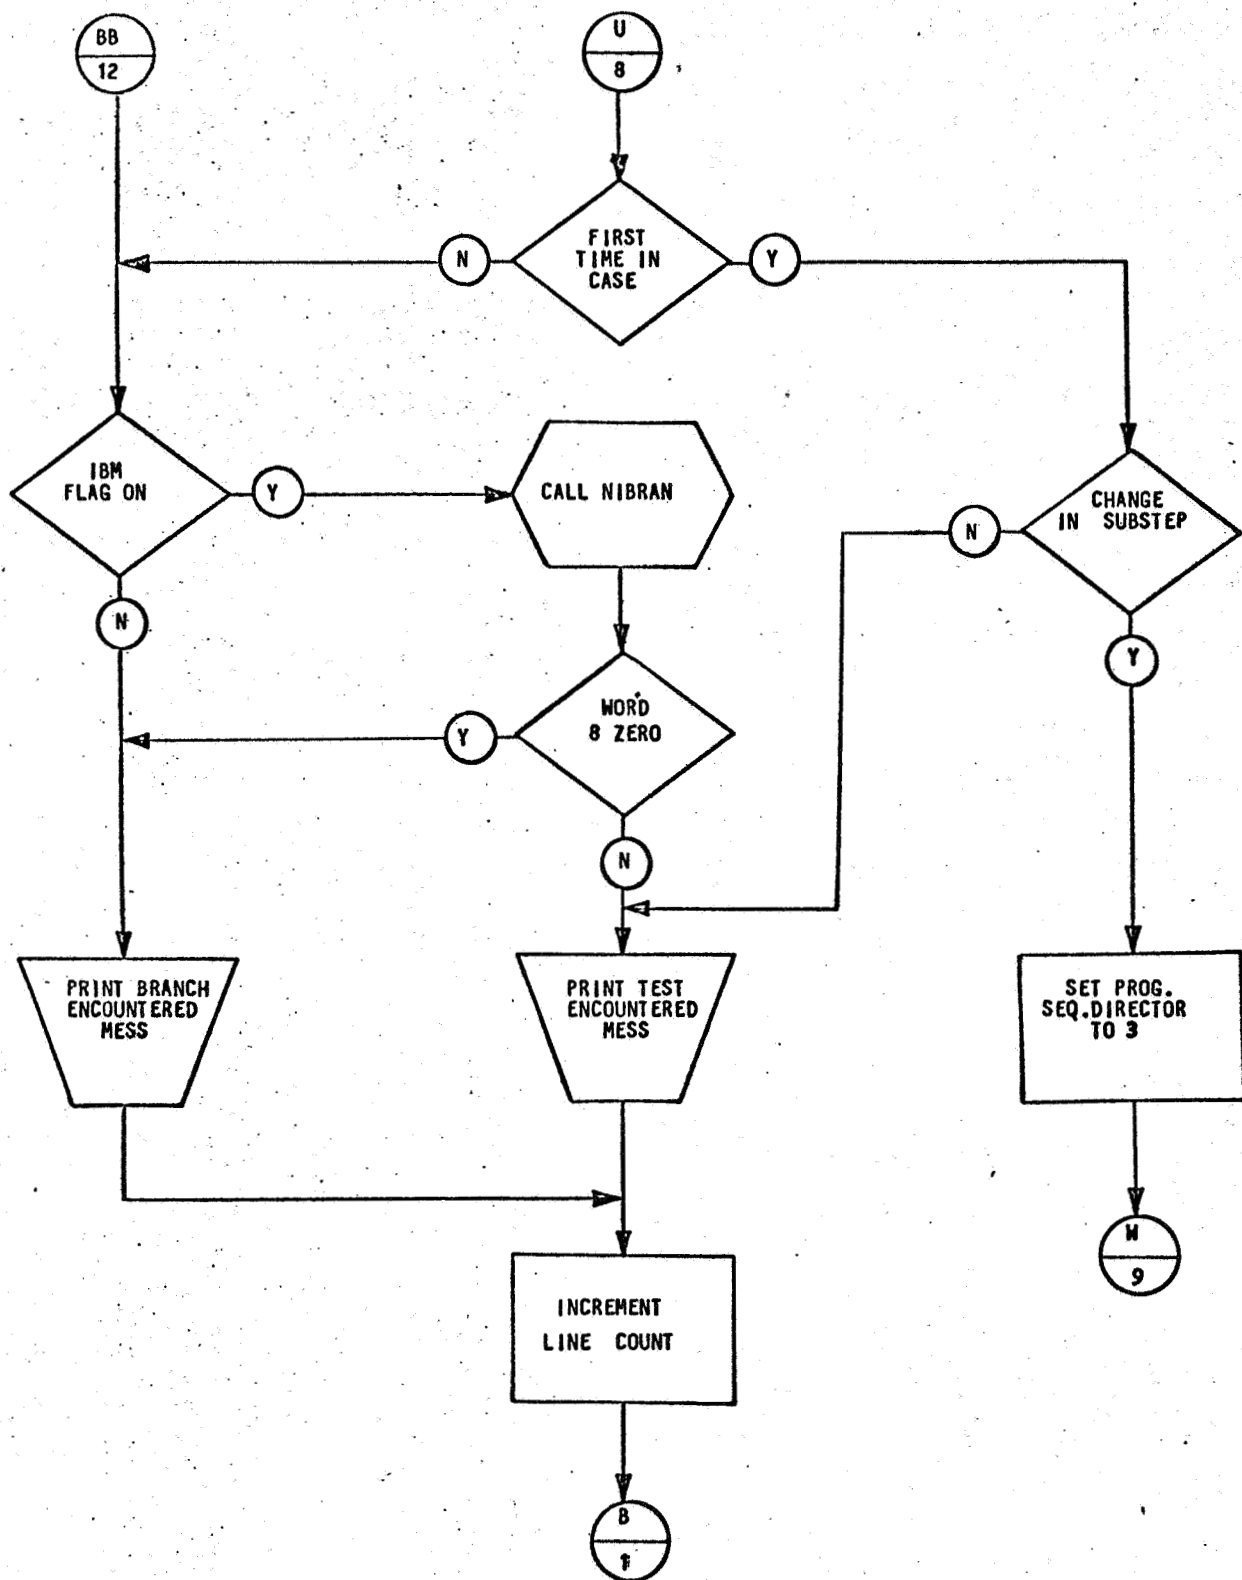 BB
12
U
8
FIRST
TIME IN
CASE
N
Y
IBM
FLAG ON
Y
CALL NIBRAN
CHANGE
IN SUBSTEP
N
N
Y
WORD
8 ZERO
Y
N
PRINT BRANCH
ENCOUNTERED
MESS
PRINT TEST
ENCOUNTERED
MESS
SET PROG.
SEQ.DIRECTOR
TO 3
W
9
INCREMENT
LINE COUNT
B
1